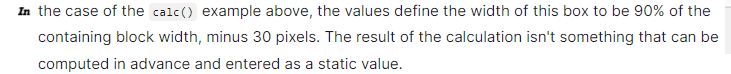 In the case of the calc() example above, the values define the width of this box to be 90% of the
containing block width, minus 30 pixels. The result of the calculation isn't something that can be
computed in advance and entered as a static value.